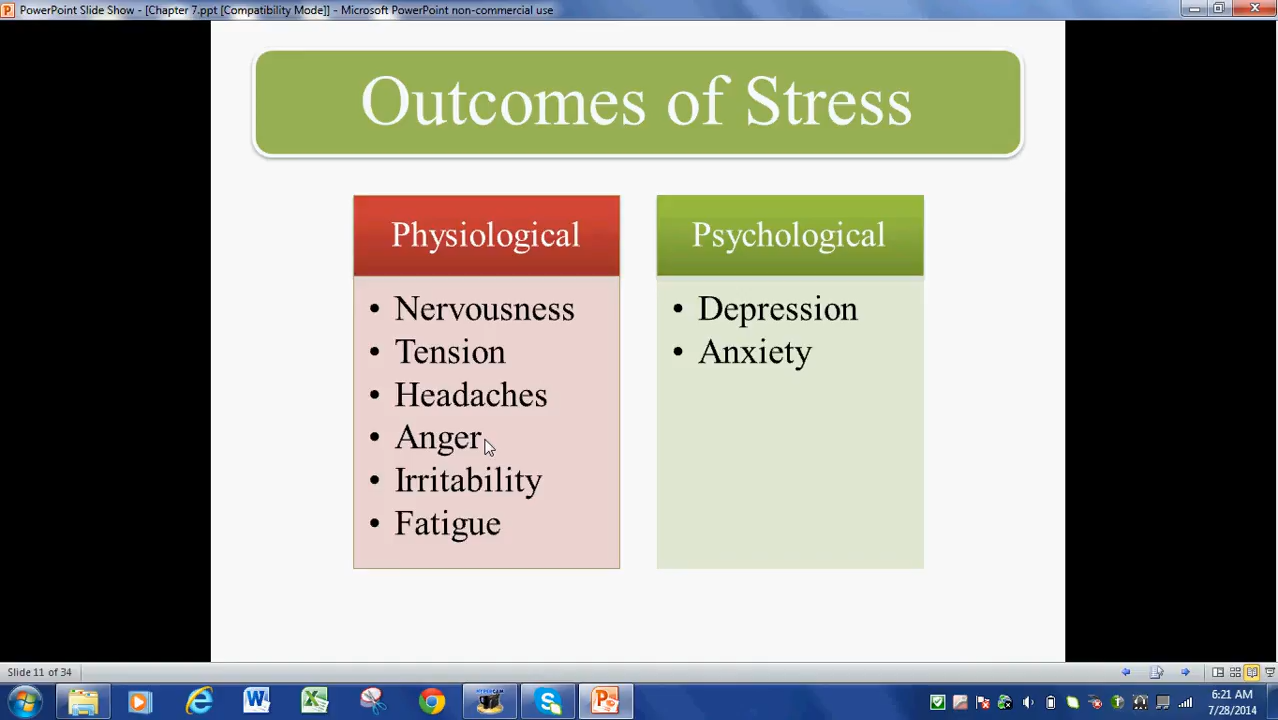 PowerPoint Slide Show - [Chapter 7.ppt [Compatibility Mode]] - Microsoft PowerPoint non-commercial use
Outcomes of Stress
Physiological
• Nervousness
• Tension
• Headaches
• Anger
• Irritability
• Fatigue
Psychological
• Depression
• Anxiety
Slide 11 of 34
6:21 AM
7/28/2014